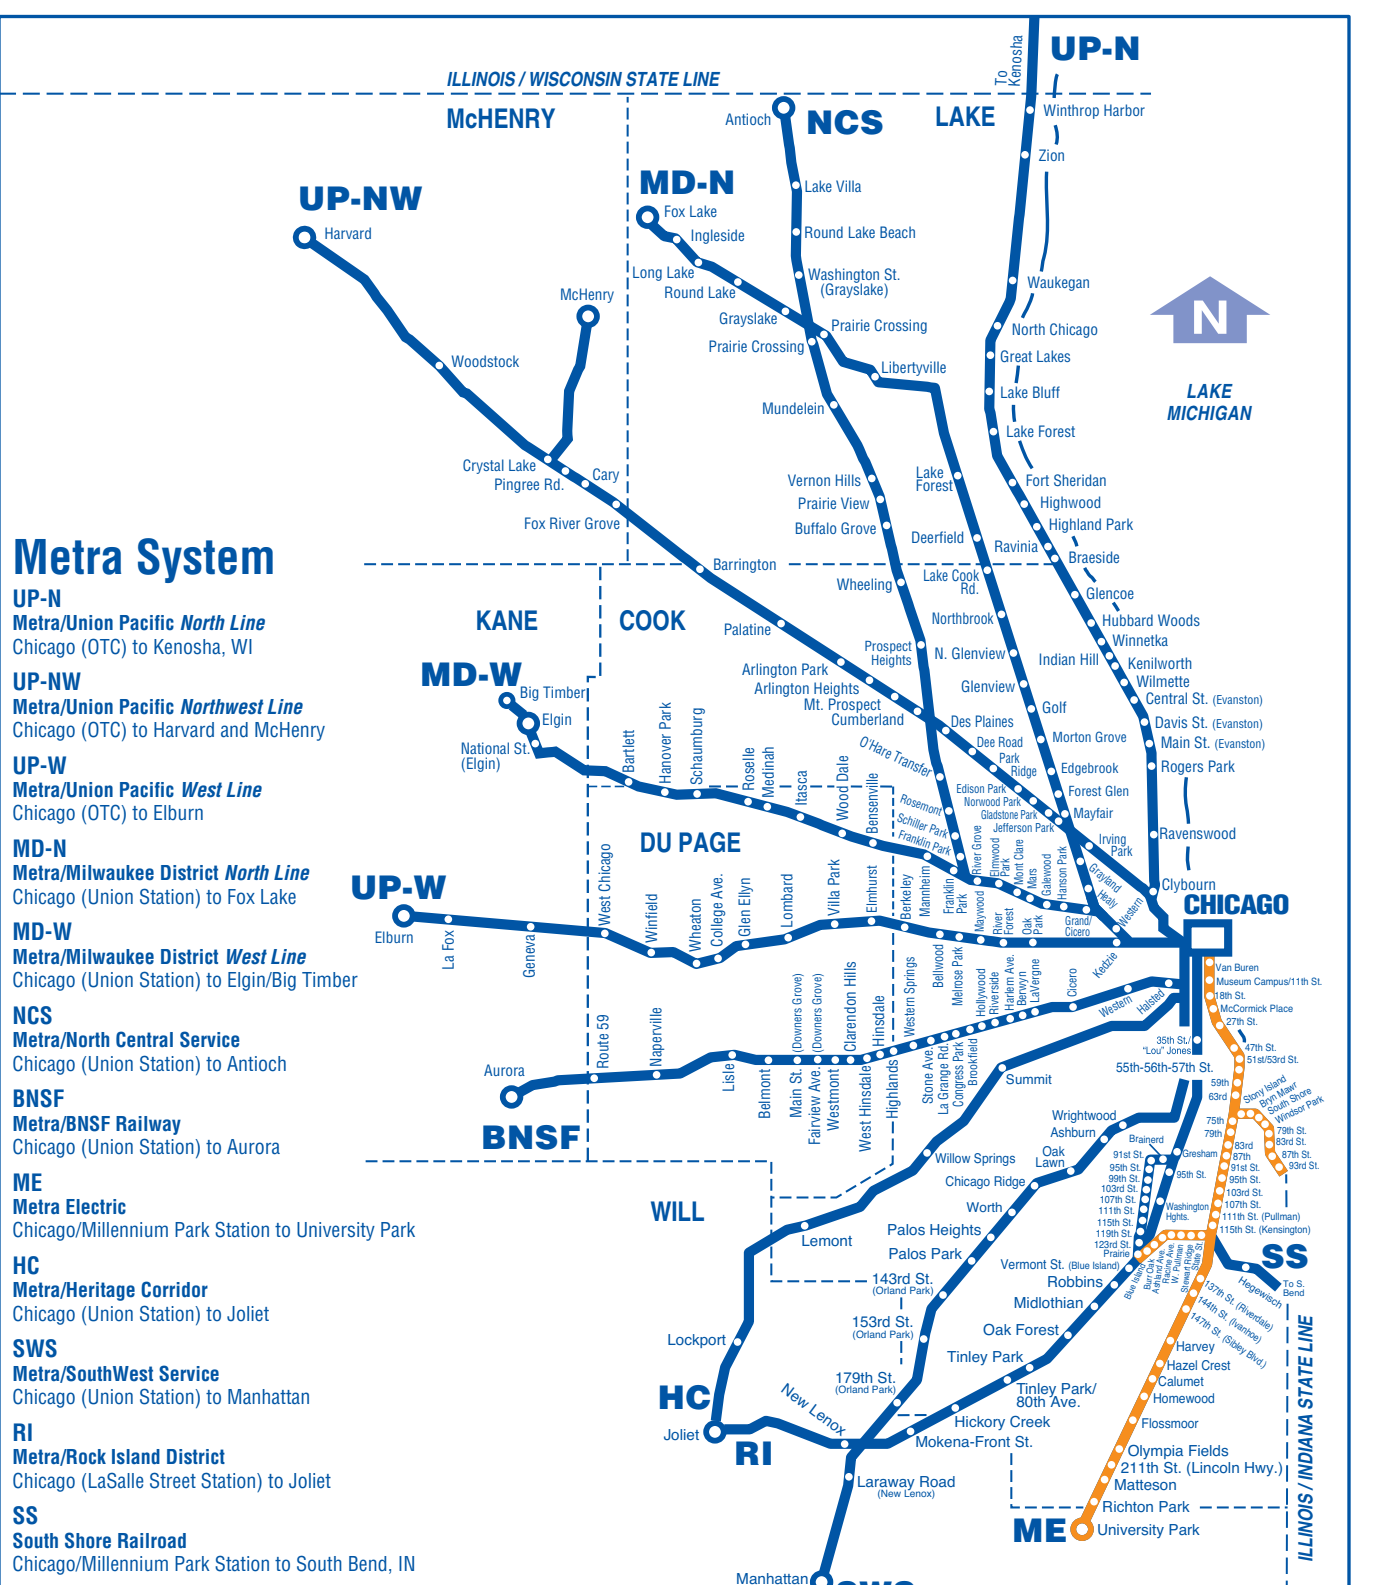 UP-N
To Kenosha
ILLINOIS / WISCONSIN STATE LINE
McHENRY
LAKE
NCS
Antioch
Winthrop Harbor
Zion
MD-N
Fox Lake
Ingleside
Long Lake
Round Lake
Grayslake
Lake Villa
Round Lake Beach
Washington St.
(Grayslake)
UP-NW
Harvard
McHenry
Woodstock
Waukegan
North Chicago
Great Lakes
Lake Bluff
Lake Forest
N
LAKE
MICHIGAN
Prairie Crossing
Prairie Crossing
Libertyville
Mundelein
Crystal Lake
Pingree Rd.
Cary
Fox River Grove
Vernon Hills
Prairie View
Buffalo Grove
Lake
Forest
Deerfield
Fort Sheridan
Highwood
Highland Park
Ravinia
Braeside
Glencoe
Hubbard Woods
Winnetka
Indian Hill
Kenilworth
Wilmette
Central St. (Evanston)
Davis St. (Evanston)
Main St. (Evanston)
Rogers Park
Ravenswood
Clybourn
Barrington
Wheeling
Lake Cook
Rd.
Northbrook
N. Glenview
Glenview
Golf
Morton Grove
Edgebrook
Forest Glen
Mayfair
KANE
COOK
Palatine
Arlington Park
Arlington Heights
Mt. Prospect
Cumberland
Prospect
Heights
Des Plaines
Dee Road
Park
Ridge
Edison Park
Norwood Park
Gladstone Park
Jefferson Park
Irving
Park
O'Hare Transfer
Rosemont
Schiller Park
Franklin Park
MD-W
Big Timber
Elgin
National St.
(Elgin)
Bartlett
Hanover Park
Schaumburg
Roselle
Medinah
Itasca
Wood Dale
Bensenville
Mannheim
Franklin
Park
River Grove
Elmwood
Park
Mont Clare
Mars
Galewood
Hanson Park
Grand/
Cicero
Grayland
Healy
Western
Metra System
UP-N
Metra/Union Pacific North Line
Chicago (OTC) to Kenosha, WI
UP-NW
Metra/Union Pacific Northwest Line
Chicago (OTC) to Harvard and McHenry
UP-W
Metra/Union Pacific West Line
Chicago (OTC) to Elburn
MD-N
Metra/Milwaukee District North Line
Chicago (Union Station) to Fox Lake
MD-W
Metra/Milwaukee District West Line
Chicago (Union Station) to Elgin/Big Timber
NCS
Metra/North Central Service
Chicago (Union Station) to Antioch
BNSF
Metra/BNSF Railway
Chicago (Union Station) to Aurora
ME
Metra Electric
Chicago/Millennium Park Station to University Park
HC
Metra/Heritage Corridor
Chicago (Union Station) to Joliet
SWS
Metra/SouthWest Service
Chicago (Union Station) to Manhattan
RI
Metra/Rock Island District
Chicago (LaSalle Street Station) to Joliet
SS
South Shore Railroad
Chicago/Millennium Park Station to South Bend, IN
DU PAGE
UP-W
Elburn
La Fox
Geneva
West Chicago
Winfield
Wheaton
College Ave.
Glen Ellyn
Lombard
Villa Park
Elmhurst
Berkeley
Bellwood
Melrose Park
Maywood
River
Forest
Oak
Park
Kedzie
CHICAGO
BNSF
Aurora
Route 59
Naperville
Lisle
Belmont
Main St. (Downers Grove)
Fairview Ave. (Downers Grove)
Westmont
Clarendon Hills
West Hinsdale
Hinsdale
Highlands
Western Springs
Stone Ave.
La Grange Rd.
Congress Park
Brookfield
Hollywood
Riverside
Harlem Ave.
Berwyn
LaVergne
Cicero
Western
Halsted
Van Buren
Museum Campus/11th St.
18th St.
McCormick Place
27th St.
47th St.
51st/53rd St.
55th-56th-57th St.
59th
63rd
35th St./
"Lou" Jones
Stony Island
Bryn Mawr
South Shore
Windsor Park
79th St.
83rd St.
87th St.
93rd St.
75th
79th
83rd
87th
91st St.
95th St.
103rd St.
107th St.
111th St. (Pullman)
115th St. (Kensington)
Summit
Willow Springs
Lemont
Lockport
Joliet
HC
RI
WILL
Wrightwood
Ashburn
Oak
Lawn
Chicago Ridge
Worth
Palos Heights
Palos Park
143rd St.
(Orland Park)
153rd St.
(Orland Park)
179th St.
(Orland Park)
New Lenox
Laraway Road
(New Lenox)
Manhattan
SWS
Brainerd
91st St.
95th St.
99th St.
103rd St.
107th St.
111th St.
115th St.
119th St.
123rd St.
Prairie
Gresham
95th St.
Washington
Hghts.
Vermont St. (Blue Island)
Robbins
Midlothian
Oak Forest
Tinley Park
Tinley Park/
80th Ave.
Hickory Creek
Mokena-Front St.
Blue Island
Burr Oak
Ashland Ave.
Racine Ave.
W. Pullman
Stewart Ridge
State St.
SS
Hegewisch
To S.
Bend
137th St. (Riverdale)
144th St. (Ivanhoe)
147th St. (Sibley Blvd.)
Harvey
Hazel Crest
Calumet
Homewood
Flossmoor
Olympia Fields
211th St. (Lincoln Hwy.)
Matteson
Richton Park
ME
University Park
ILLINOIS / INDIANA STATE LINE